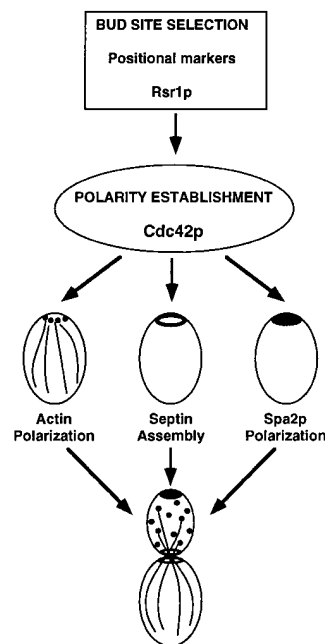 BUD SITE SELECTION
Positional markers
Rsr1p
POLARITY ESTABLISHMENT
Cdc42p
Actin
Polarization
Septin
Assembly
Spa2p
Polarization